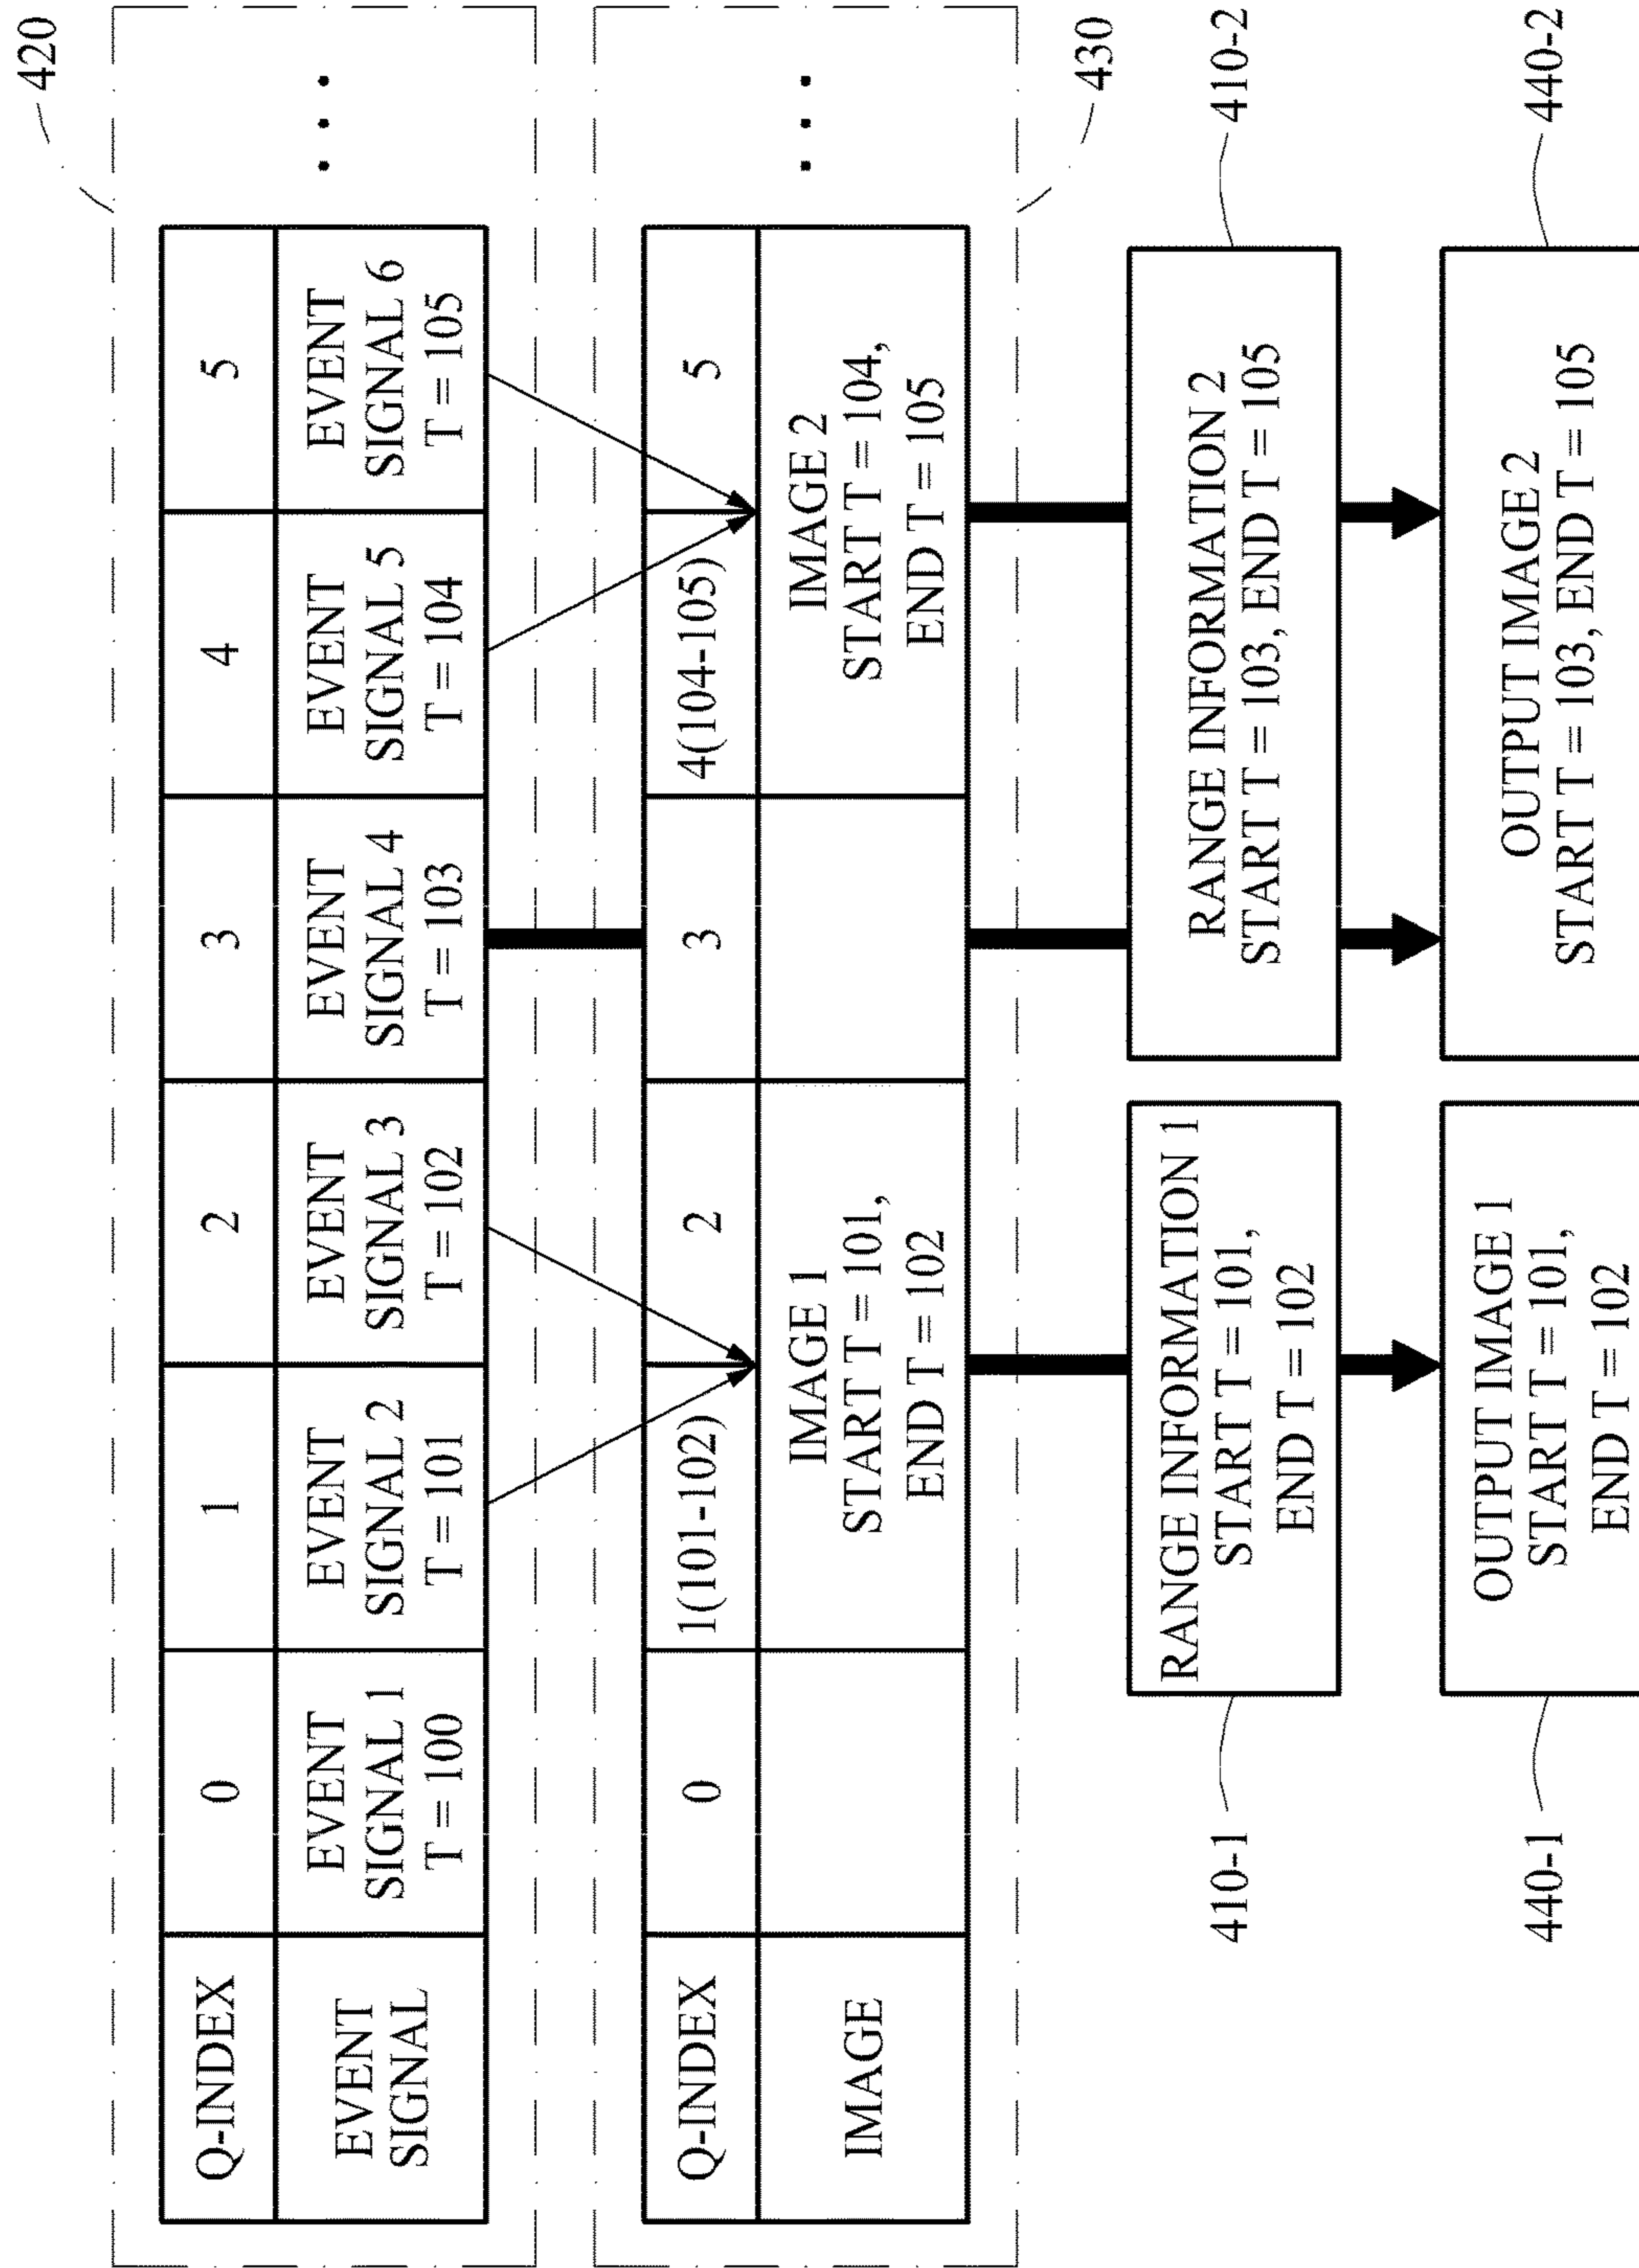 420
Q-INDEX
0
1
2
3
4
5
EVENT
SIGNAL
EVENT
SIGNAL 1
T = 100
EVENT
SIGNAL 2
T = 101
EVENT
SIGNAL 3
T = 102
EVENT
SIGNAL 4
T = 103
EVENT
SIGNAL 5
T = 104
EVENT
SIGNAL 6
T = 105
. . .
Q-INDEX
0
1(101-102)
2
3
4(104-105)
5
IMAGE
IMAGE 1
START T = 101,
END T = 102
IMAGE 2
START T = 104,
END T = 105
. . .
430
410-1
RANGE INFORMATION 1
START T = 101,
END T = 102
RANGE INFORMATION 2
START T = 103, END T = 105
410-2
440-1
OUTPUT IMAGE 1
START T = 101,
END T = 102
OUTPUT IMAGE 2
START T = 103, END T = 105
440-2